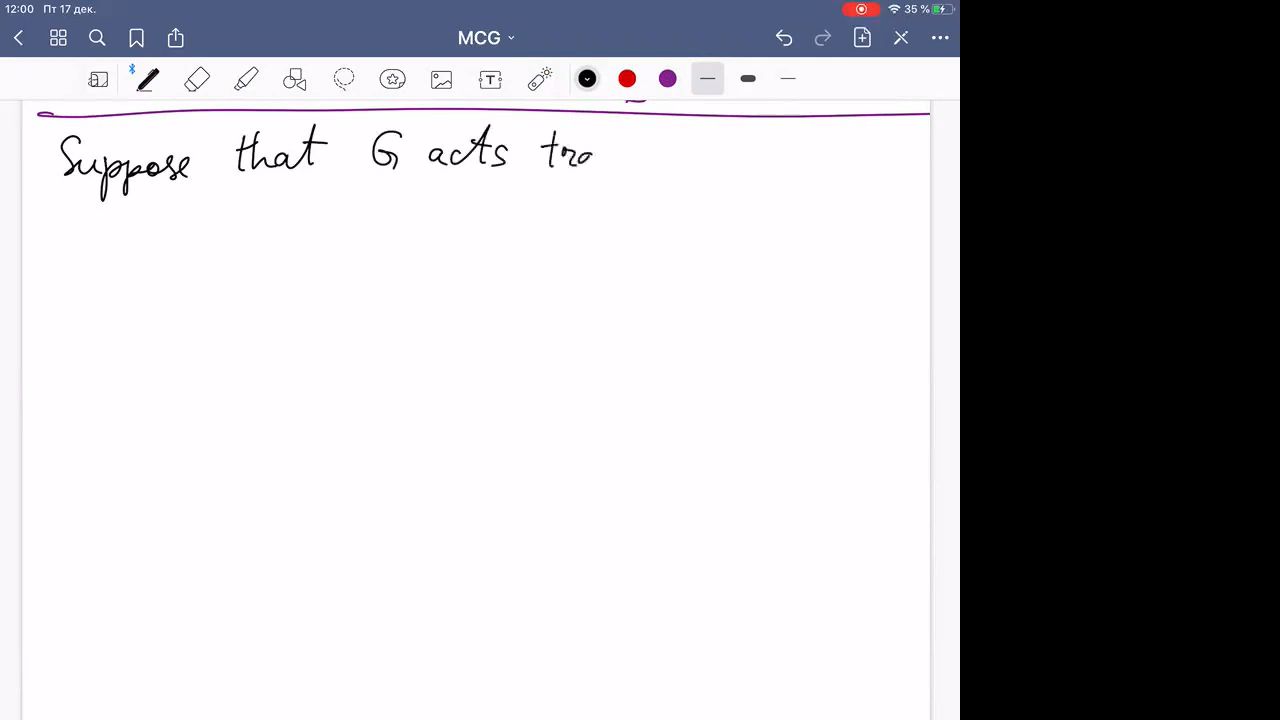 12:00 Пт 17 дек. 35 %
MCG
T
Suppose that G acts tra